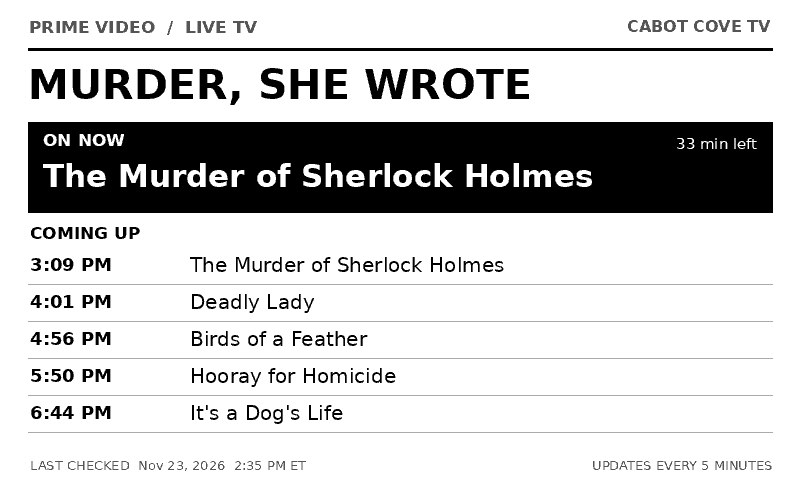 PRIME VIDEO / LIVE TV
CABOT COVE TV
MURDER, SHE WROTE
ON NOW
33 min left
The Murder of Sherlock Holmes
COMING UP
3:09 PM The Murder of Sherlock Holmes
4:01 PM Deadly Lady
4:56 PM Birds of a Feather
5:50 PM Hooray for Homicide
6:44 PM It's a Dog's Life
LAST CHECKED Nov 23, 2026 2:35 PM ET
UPDATES EVERY 5 MINUTES